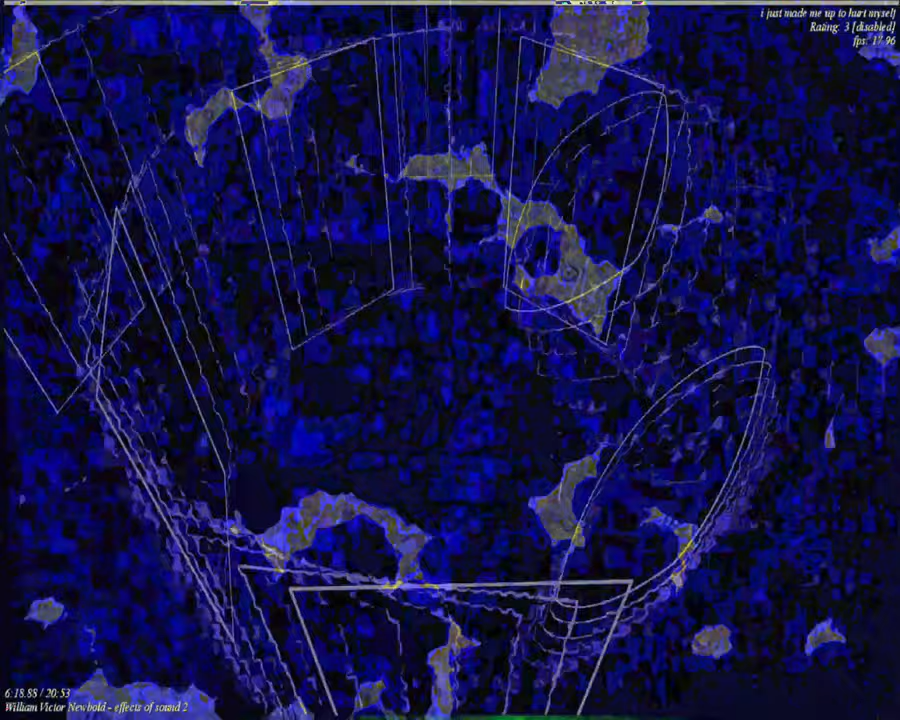 i just made me up to hurt myself
Rating: 3 [disabled]
fps: 17.96
6:18.88 / 20:53
William Victor Newbold - effects of sound 2